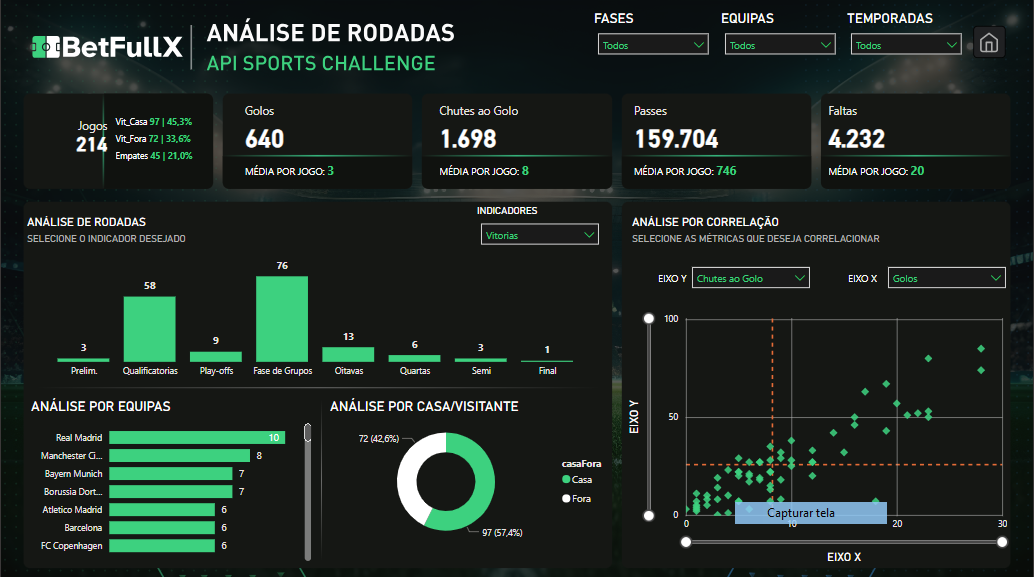 BetFullX
ANÁLISE DE RODADAS
API SPORTS CHALLENGE
FASES
Todos
EQUIPAS
Todos
TEMPORADAS
Todos
Jogos
214
Vit_Casa 97 | 45,3%
Vit_Fora 72 | 33,6%
Empates 45 | 21,0%
Golos
640
MÉDIA POR JOGO: 3
Chutes ao Golo
1.698
MÉDIA POR JOGO: 8
Passes
159.704
MÉDIA POR JOGO: 746
Faltas
4.232
MÉDIA POR JOGO: 20
ANÁLISE DE RODADAS
SELECIONE O INDICADOR DESEJADO
INDICADORES
Vitorias
3
58
9
76
13
6
3
1
Prelim.
Qualificatorias
Play-offs
Fase de Grupos
Oitavas
Quartas
Semi
Final
ANÁLISE POR EQUIPAS
Real Madrid 10
Manchester Ci... 8
Bayern Munich 7
Borussia Dort... 7
Atletico Madrid 6
Barcelona 6
FC Copenhagen 6
ANÁLISE POR CASA/VISITANTE
72 (42,6%)
97 (57,4%)
casaFora
Casa
Fora
ANÁLISE POR CORRELAÇÃO
SELECIONE AS MÉTRICAS QUE DESEJA CORRELACIONAR
EIXO Y
Chutes ao Golo
EIXO X
Golos
100
50
0
EIXO Y
0
10
20
30
Capturar tela
EIXO X